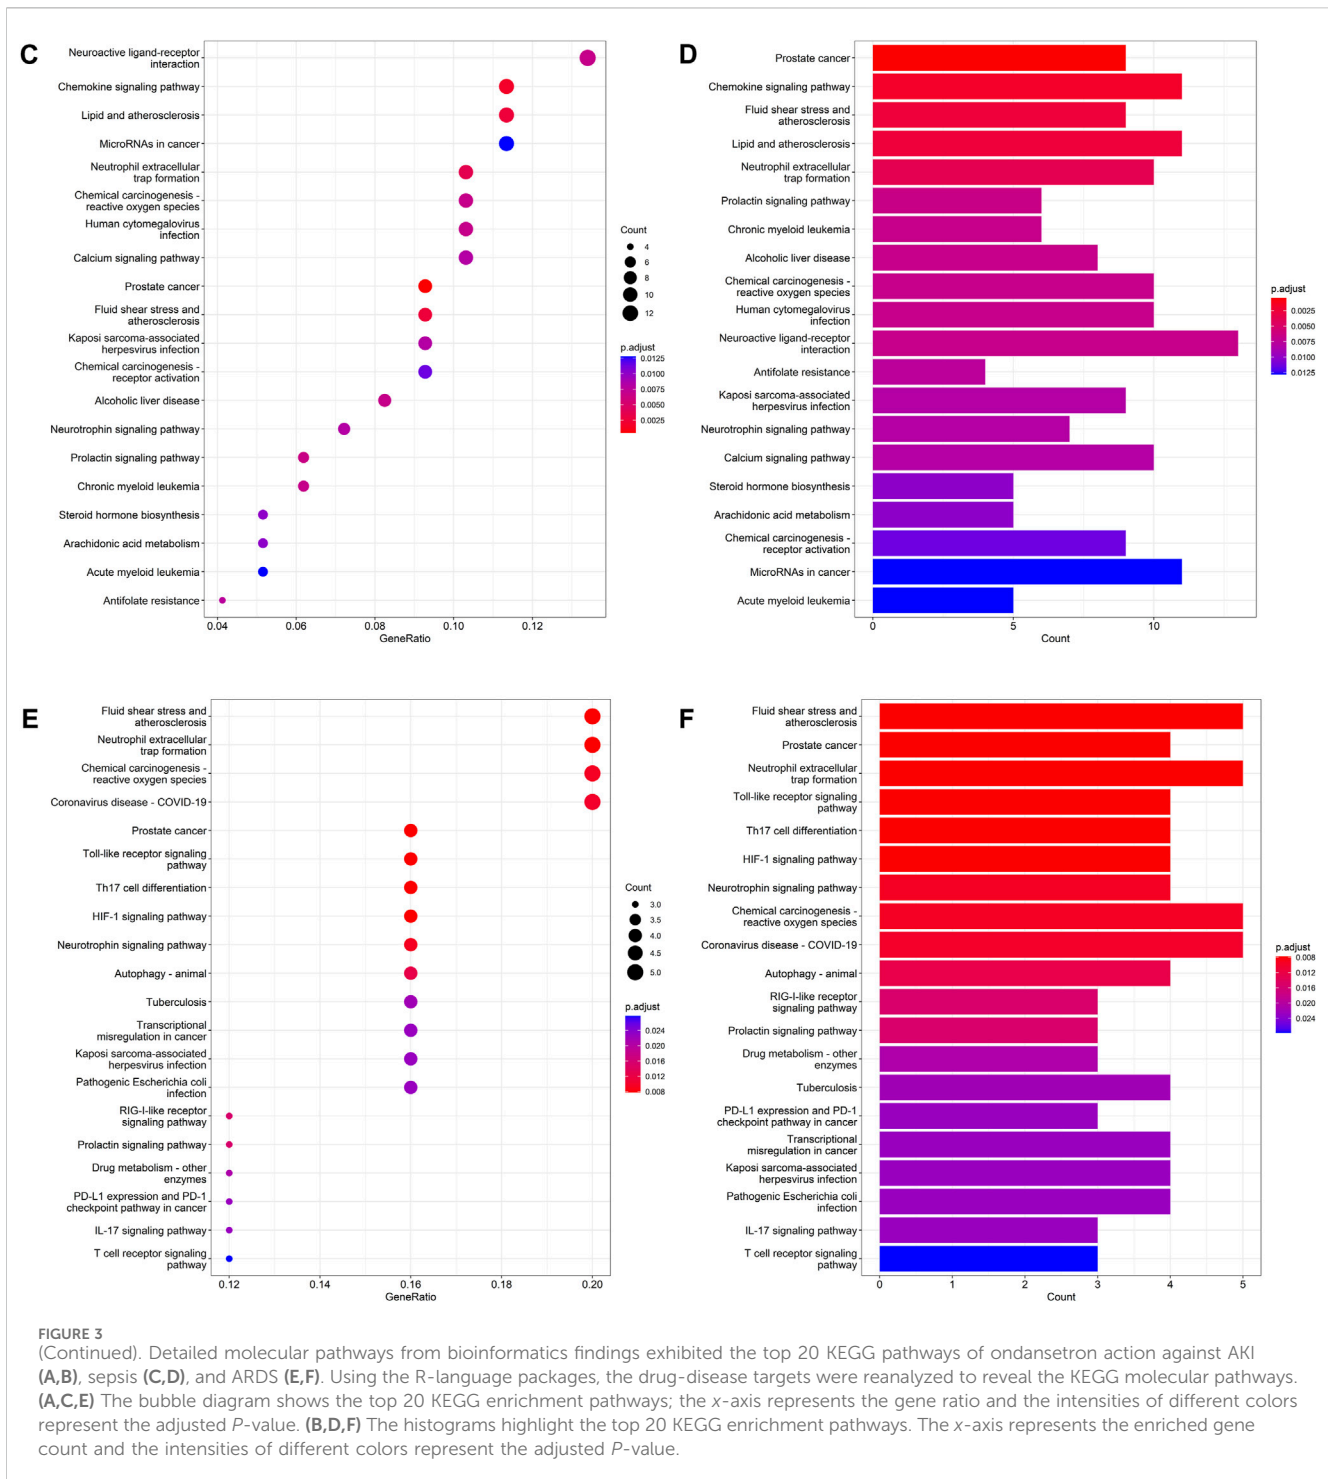 C
Neuroactive ligand-receptor
interaction
Chemokine signaling pathway
Lipid and atherosclerosis
MicroRNAs in cancer
Neutrophil extracellular
trap formation
Chemical carcinogenesis -
reactive oxygen species
Human cytomegalovirus
infection
Calcium signaling pathway
Prostate cancer
Fluid shear stress and
atherosclerosis
Kaposi sarcoma-associated
herpesvirus infection
Chemical carcinogenesis -
receptor activation
Alcoholic liver disease
Neurotrophin signaling pathway
Prolactin signaling pathway
Chronic myeloid leukemia
Steroid hormone biosynthesis
Arachidonic acid metabolism
Acute myeloid leukemia
Antifolate resistance
0.04 0.06 0.08 0.10 0.12
GeneRatio
Count
4
6
8
10
12
p.adjust
0.0125
0.0100
0.0075
0.0050
0.0025
D
Prostate cancer
Chemokine signaling pathway
Fluid shear stress and
atherosclerosis
Lipid and atherosclerosis
Neutrophil extracellular
trap formation
Prolactin signaling pathway
Chronic myeloid leukemia
Alcoholic liver disease
Chemical carcinogenesis -
reactive oxygen species
Human cytomegalovirus
infection
Neuroactive ligand-receptor
interaction
Antifolate resistance
Kaposi sarcoma-associated
herpesvirus infection
Neurotrophin signaling pathway
Calcium signaling pathway
Steroid hormone biosynthesis
Arachidonic acid metabolism
Chemical carcinogenesis -
receptor activation
MicroRNAs in cancer
Acute myeloid leukemia
0 5 10
Count
p.adjust
0.0025
0.0050
0.0075
0.0100
0.0125
E
Fluid shear stress and
atherosclerosis
Neutrophil extracellular
trap formation
Chemical carcinogenesis -
reactive oxygen species
Coronavirus disease - COVID-19
Prostate cancer
Toll-like receptor signaling
pathway
Th17 cell differentiation
HIF-1 signaling pathway
Neurotrophin signaling pathway
Autophagy - animal
Tuberculosis
Transcriptional
misregulation in cancer
Kaposi sarcoma-associated
herpesvirus infection
Pathogenic Escherichia coli
infection
RIG-I-like receptor
signaling pathway
Prolactin signaling pathway
Drug metabolism - other
enzymes
PD-L1 expression and PD-1
checkpoint pathway in cancer
IL-17 signaling pathway
T cell receptor signaling
pathway
0.12 0.14 0.16 0.18 0.20
GeneRatio
Count
3.0
3.5
4.0
4.5
5.0
p.adjust
0.024
0.020
0.016
0.012
0.008
F
Fluid shear stress and
atherosclerosis
Prostate cancer
Neutrophil extracellular
trap formation
Toll-like receptor signaling
pathway
Th17 cell differentiation
HIF-1 signaling pathway
Neurotrophin signaling pathway
Chemical carcinogenesis -
reactive oxygen species
Coronavirus disease - COVID-19
Autophagy - animal
RIG-I-like receptor
signaling pathway
Prolactin signaling pathway
Drug metabolism - other
enzymes
Tuberculosis
PD-L1 expression and PD-1
checkpoint pathway in cancer
Transcriptional
misregulation in cancer
Kaposi sarcoma-associated
herpesvirus infection
Pathogenic Escherichia coli
infection
IL-17 signaling pathway
T cell receptor signaling
pathway
0 1 2 3 4 5
Count
p.adjust
0.008
0.012
0.016
0.020
0.024
FIGURE 3
(Continued). Detailed molecular pathways from bioinformatics findings exhibited the top 20 KEGG pathways of ondansetron action against AKI
(A,B), sepsis (C,D), and ARDS (E,F). Using the R-language packages, the drug-disease targets were reanalyzed to reveal the KEGG molecular pathways.
(A,C,E) The bubble diagram shows the top 20 KEGG enrichment pathways; the x-axis represents the gene ratio and the intensities of different colors
represent the adjusted P-value. (B,D,F) The histograms highlight the top 20 KEGG enrichment pathways. The x-axis represents the enriched gene
count and the intensities of different colors represent the adjusted P-value.